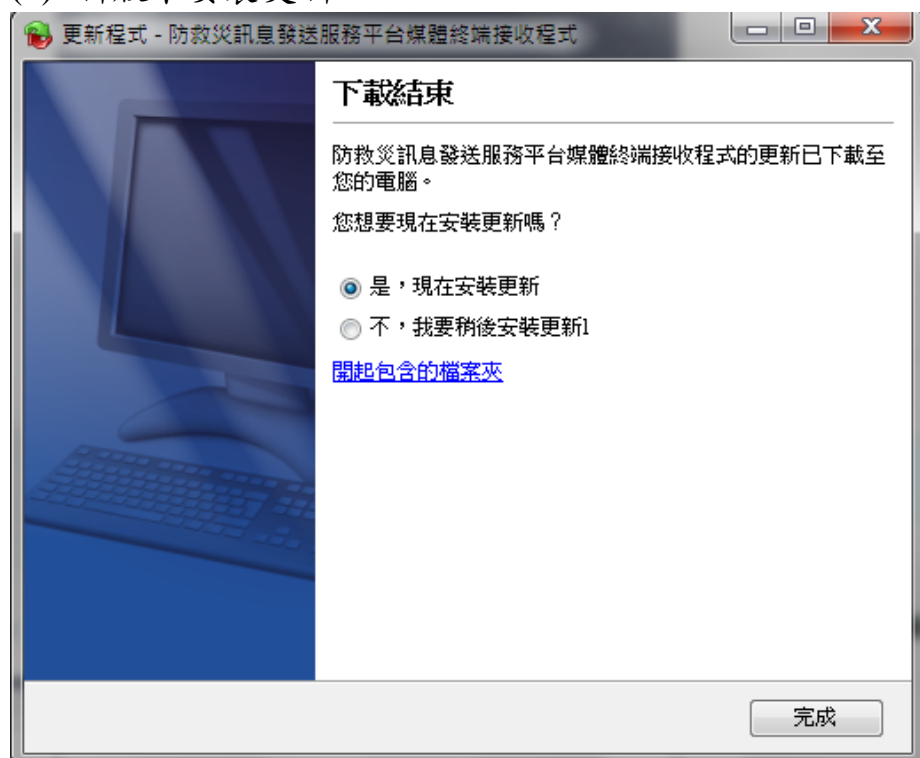 更新程式 - 防救災訊息發送服務平台媒體終端接收程式
下載結束
防救災訊息發送服務平台媒體終端接收程式的更新已下載至
您的電腦。
您想要現在安裝更新嗎？
是，現在安裝更新
不，我要稍後安裝更新l
開起包含的檔案夾
完成